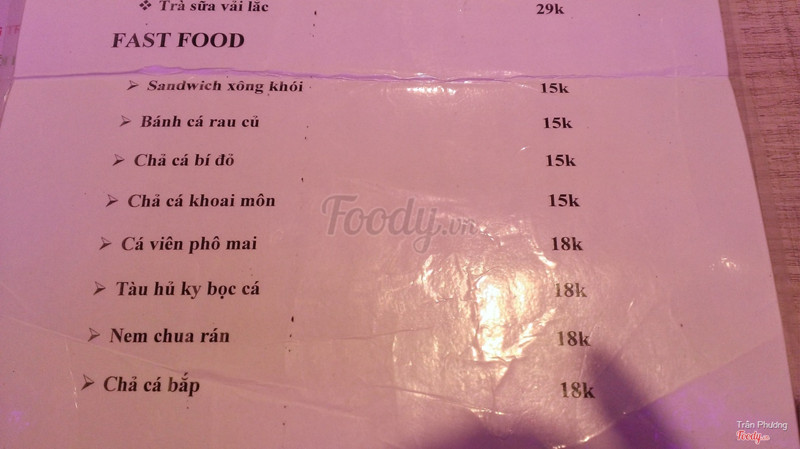 ❖ Trà sữa vải lắc 29k
FAST FOOD
➢ Sandwich xông khói 15k
➢ Bánh cá rau củ 15k
➢ Chả cá bí đỏ 15k
➢ Chả cá khoai môn 15k
Foody.vn
➢ Cá viên phô mai 18k
➢ Tàu hủ ky bọc cá 18k
➢ Nem chua rán 18k
➢ Chả cá bắp 18k
Trần Phương
Foody.vn